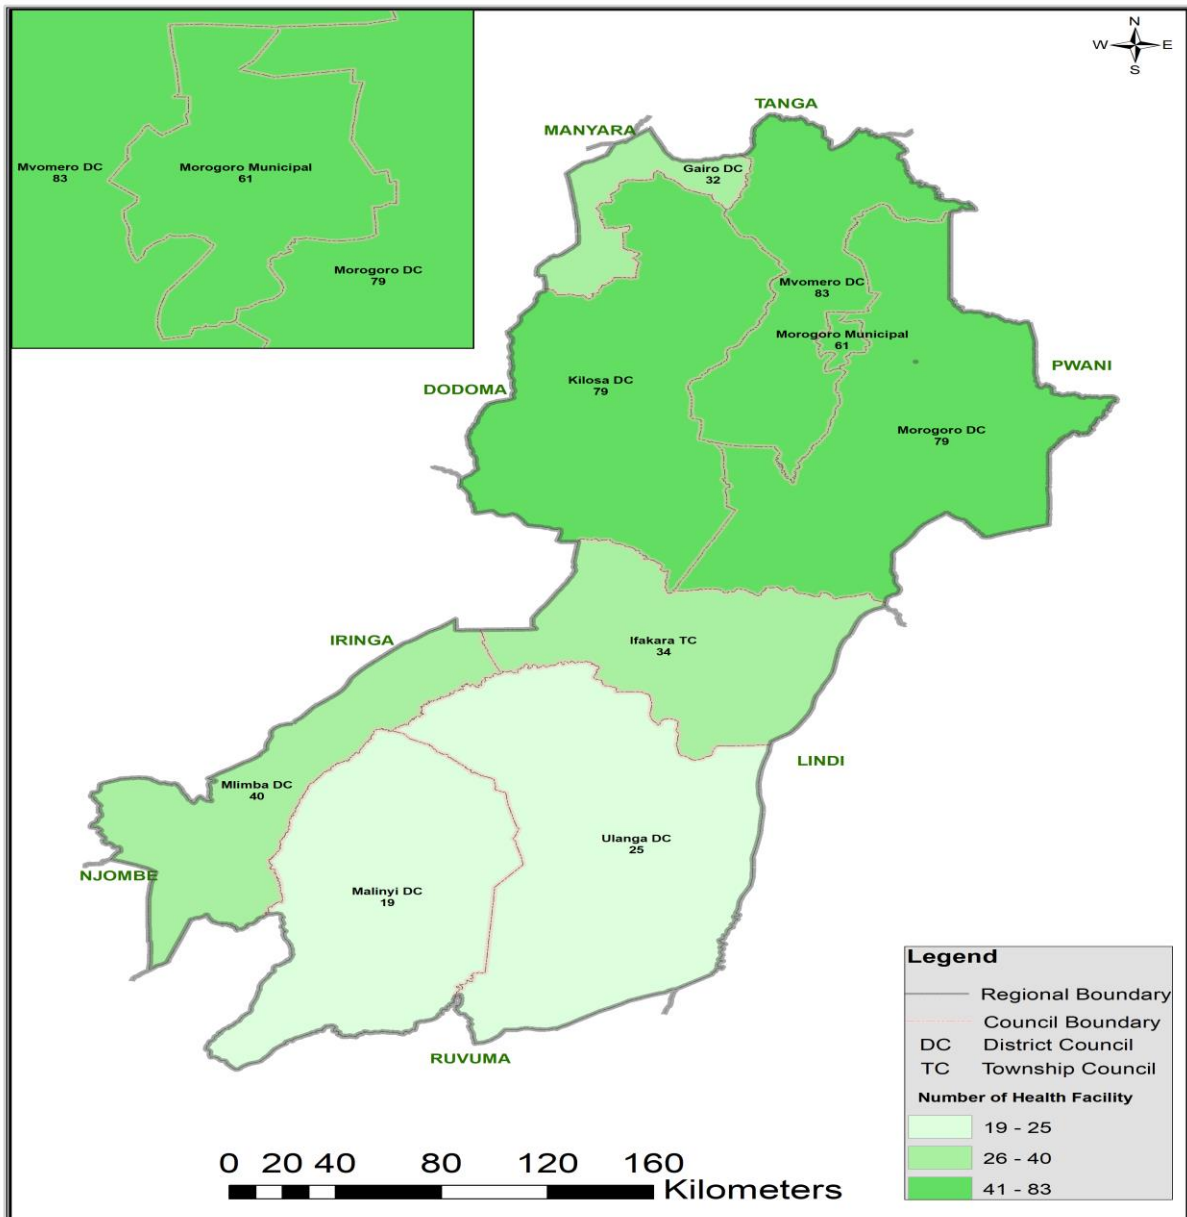 N
W E
S
TANGA
MANYARA
Gairo DC
32
Mvomero DC
83
Morogoro Municipal
61
Morogoro DC
79
Mvomero DC
83
Morogoro Municipal
61
PWANI
DODOMA
Kilosa DC
79
Morogoro DC
79
IRINGA
Ifakara TC
34
LINDI
Mlimba DC
40
Ulanga DC
25
NJOMBE
Malinyi DC
19
RUVUMA
Legend
Regional Boundary
Council Boundary
DC District Council
TC Township Council
Number of Health Facility
19 - 25
26 - 40
41 - 83
0 20 40 80 120 160
Kilometers